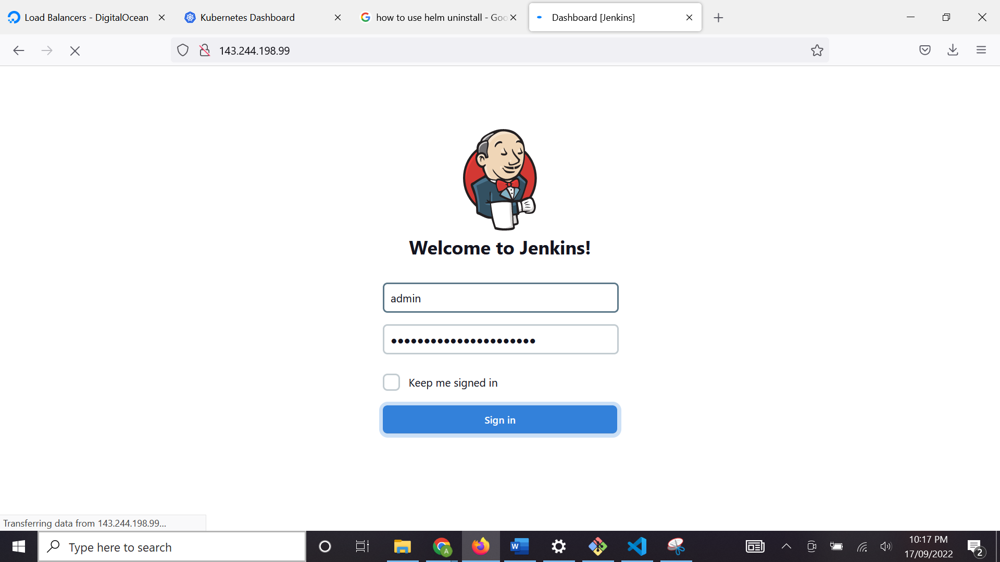 Load Balancers - DigitalOcean
Kubernetes Dashboard
how to use helm uninstall - Goo
Dashboard [Jenkins]
143.244.198.99
Welcome to Jenkins!
admin
Keep me signed in
Sign in
Transferring data from 143.244.198.99...
Type here to search
A
W
10:17 PM
17/09/2022
2